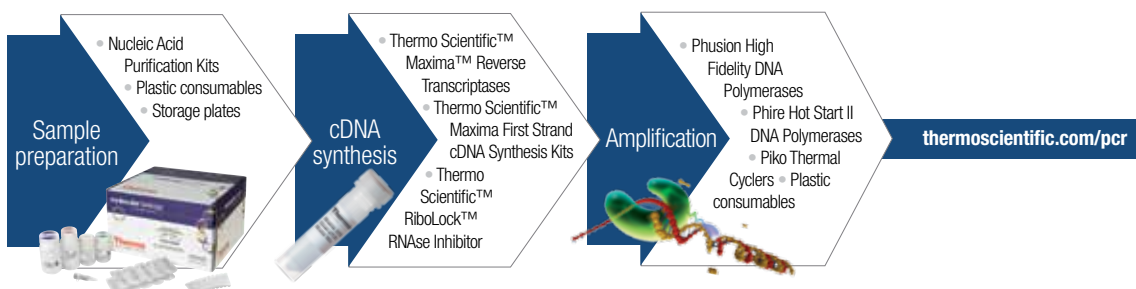 Sample
preparation
• Nucleic Acid
Purification Kits
• Plastic consumables
• Storage plates
cDNA
synthesis
• Thermo Scientific™
Maxima™ Reverse
Transcriptases
• Thermo Scientific™
Maxima First Strand
cDNA Synthesis Kits
• Thermo
Scientific™
RiboLock™
RNAse Inhibitor
Amplification
• Phusion High
Fidelity DNA
Polymerases
• Phire Hot Start II
DNA Polymerases
• Piko Thermal
Cyclers • Plastic
consumables
thermoscientific.com/pcr